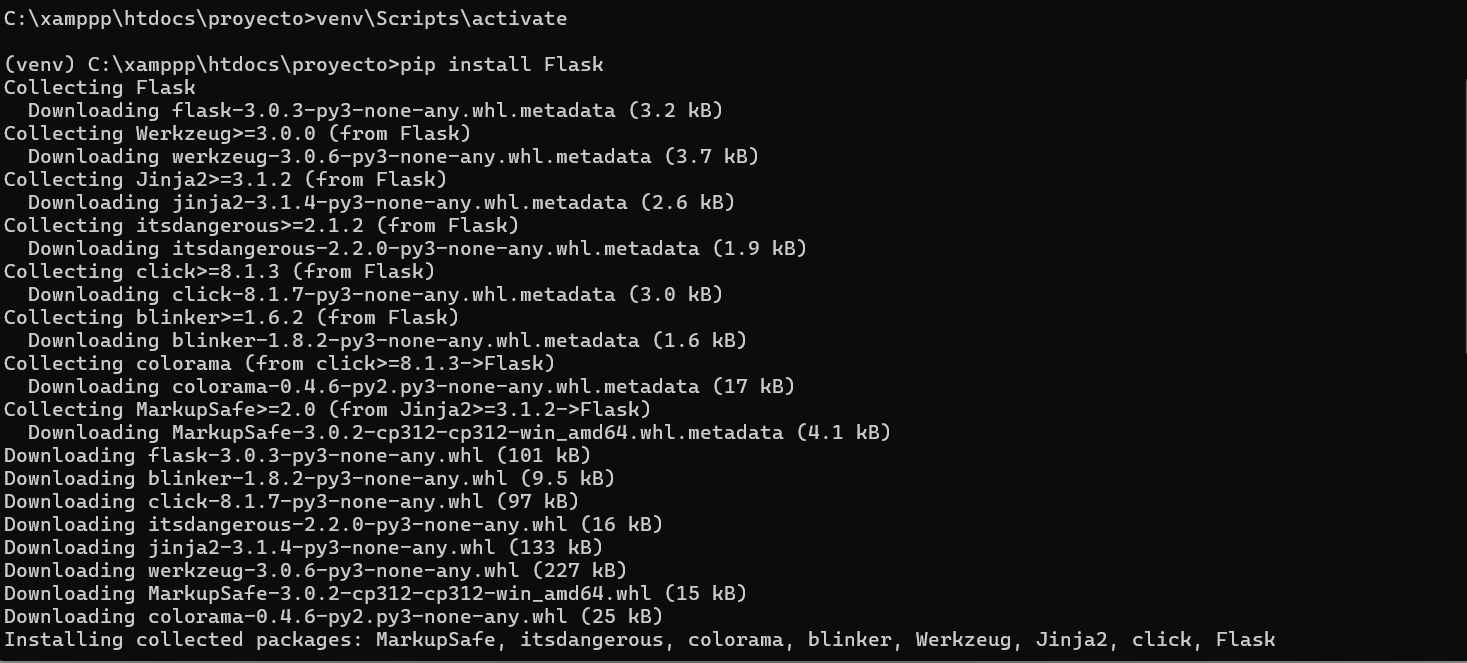 C:\xamppp\htdocs\proyecto>venv\Scripts\activate
(venv) C:\xamppp\htdocs\proyecto>pip install Flask
Collecting Flask
  Downloading flask-3.0.3-py3-none-any.whl.metadata (3.2 kB)
Collecting Werkzeug>=3.0.0 (from Flask)
  Downloading werkzeug-3.0.6-py3-none-any.whl.metadata (3.7 kB)
Collecting Jinja2>=3.1.2 (from Flask)
  Downloading jinja2-3.1.4-py3-none-any.whl.metadata (2.6 kB)
Collecting itsdangerous>=2.1.2 (from Flask)
  Downloading itsdangerous-2.2.0-py3-none-any.whl.metadata (1.9 kB)
Collecting click>=8.1.3 (from Flask)
  Downloading click-8.1.7-py3-none-any.whl.metadata (3.0 kB)
Collecting blinker>=1.6.2 (from Flask)
  Downloading blinker-1.8.2-py3-none-any.whl.metadata (1.6 kB)
Collecting colorama (from click>=8.1.3->Flask)
  Downloading colorama-0.4.6-py2.py3-none-any.whl.metadata (17 kB)
Collecting MarkupSafe>=2.0 (from Jinja2>=3.1.2->Flask)
  Downloading MarkupSafe-3.0.2-cp312-cp312-win_amd64.whl.metadata (4.1 kB)
Downloading flask-3.0.3-py3-none-any.whl (101 kB)
Downloading blinker-1.8.2-py3-none-any.whl (9.5 kB)
Downloading click-8.1.7-py3-none-any.whl (97 kB)
Downloading itsdangerous-2.2.0-py3-none-any.whl (16 kB)
Downloading jinja2-3.1.4-py3-none-any.whl (133 kB)
Downloading werkzeug-3.0.6-py3-none-any.whl (227 kB)
Downloading MarkupSafe-3.0.2-cp312-cp312-win_amd64.whl (15 kB)
Downloading colorama-0.4.6-py2.py3-none-any.whl (25 kB)
Installing collected packages: MarkupSafe, itsdangerous, colorama, blinker, Werkzeug, Jinja2, click, Flask